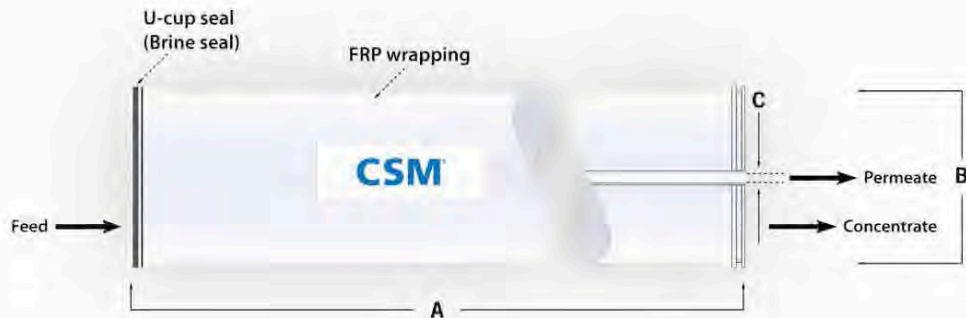 U-cup seal
(Brine seal)
FRP wrapping
C
CSM
Permeate
B
Feed
Concentrate
A